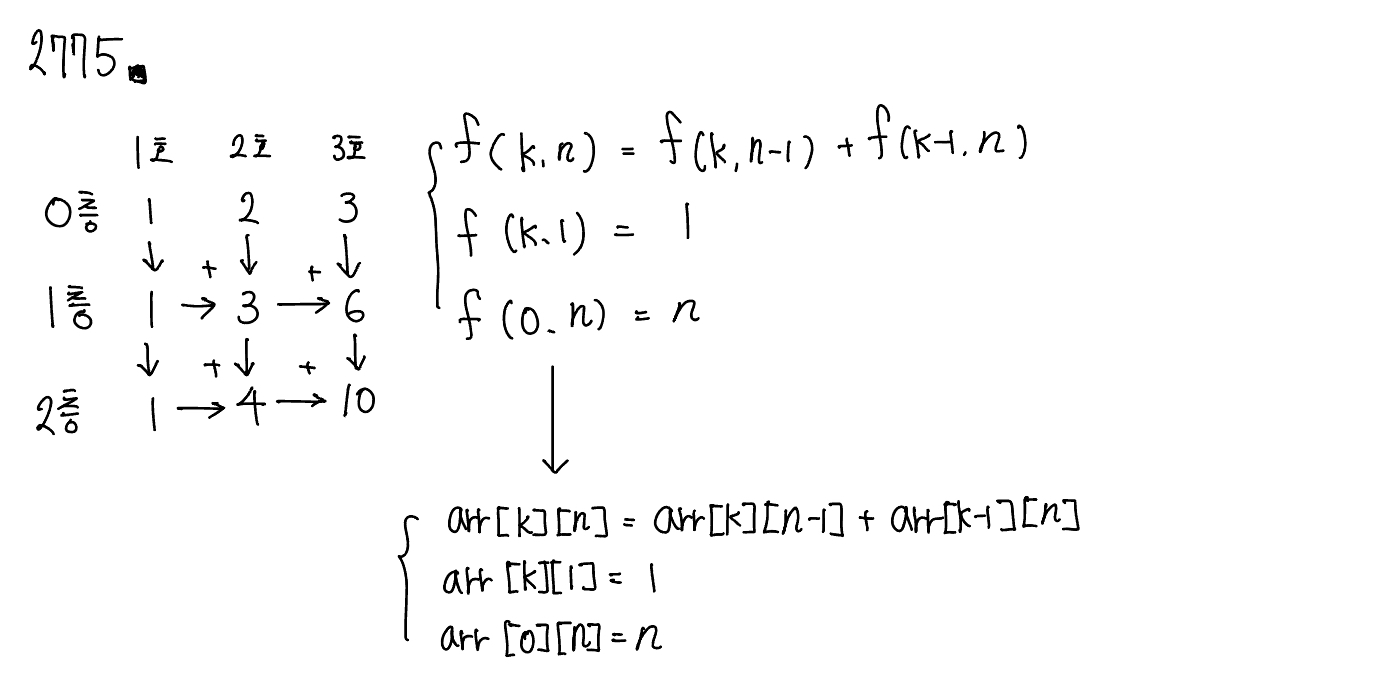 2775.
1호 2호 3호
0층 1 2 3
↓ + ↓ + ↓
1층 1 → 3 → 6
↓ + ↓ + ↓
2층 1 → 4 → 10
f(k, n) = f(k, n-1) + f(k-1, n)
f(k, 1) = 1
f(0, n) = n
↓
arr[k][n] = arr[k][n-1] + arr[k-1][n]
arr[k][1] = 1
arr[0][n] = n